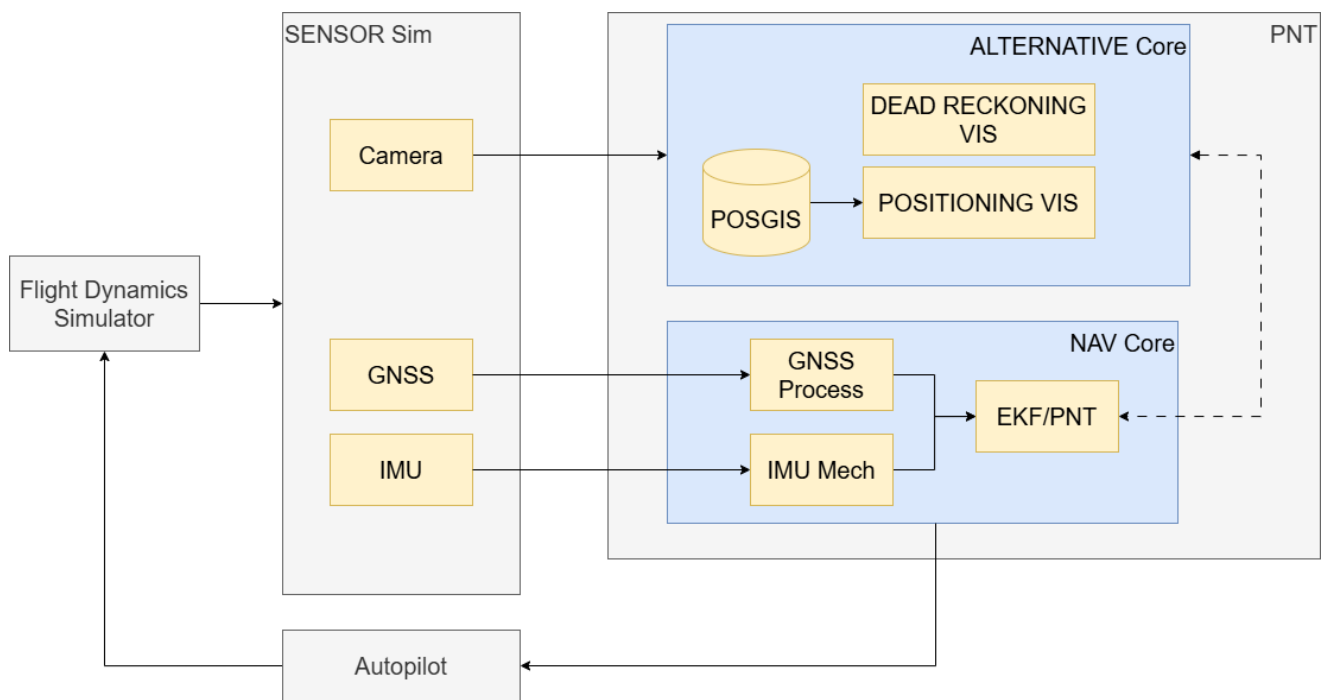 SENSOR Sim
PNT
ALTERNATIVE Core
DEAD RECKONING
VIS
Camera
POSGIS
POSITIONING VIS
Flight Dynamics
Simulator
NAV Core
GNSS
GNSS
Process
EKF/PNT
IMU
IMU Mech
Autopilot